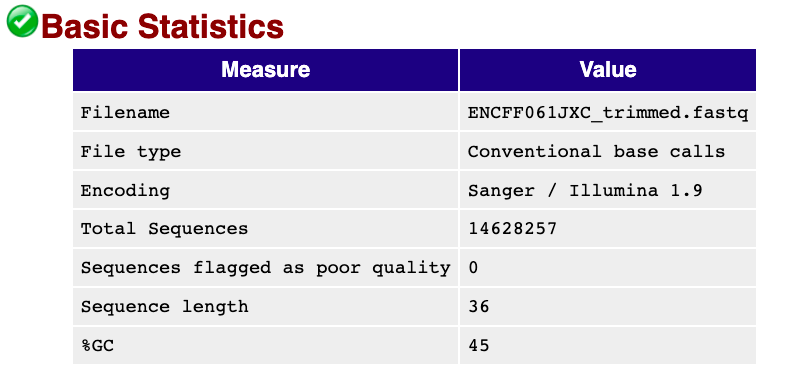 Basic Statistics
Measure Value
Filename ENCFF061JXC_trimmed.fastq
File type Conventional base calls
Encoding Sanger / Illumina 1.9
Total Sequences 14628257
Sequences flagged as poor quality 0
Sequence length 36
%GC 45